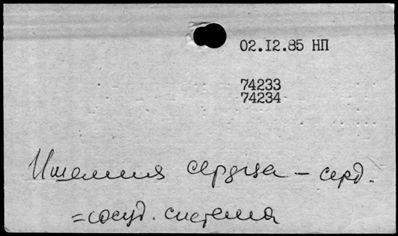 02.12.85 НП
74233
74234
Ишемия сердца – серд.
=сосуд. система